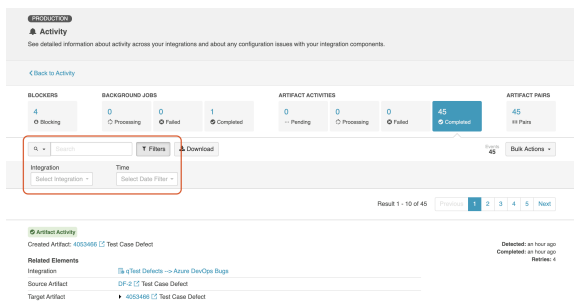 PRODUCTION
Activity
See detailed information about activity across your integrations and about any configuration issues with your integration components.
Back to Activity
BLOCKERS BACKGROUND JOBS ARTIFACT ACTIVITIES ARTIFACT PAIRS
4 0 0 1 0 0 0 45 45
Blocking Processing Failed Completed Pending Processing Failed Completed Pairs
Search Filters Download Events 45 Bulk Actions
Integration Time
Select Integration Select Date Filter
Result 1 - 10 of 45 Previous 1 2 3 4 5 Next
Artifact Activity
Created Artifact: 4053466 Test Case Defect Detected: an hour ago
Completed: an hour ago
Related Elements Retries: 4
Integration qTest Defects --> Azure DevOps Bugs
Source Artifact DF-2 Test Case Defect
Target Artifact 4053466 Test Case Defect